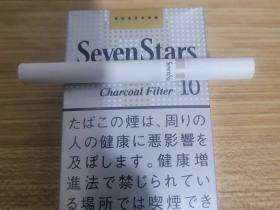 SevenStars
Charcoal Filter 10
たばこの煙は、周りの
人の健康に悪影響を
及ぼします。健康増
進法で禁じられてい
る場所では喫煙でき